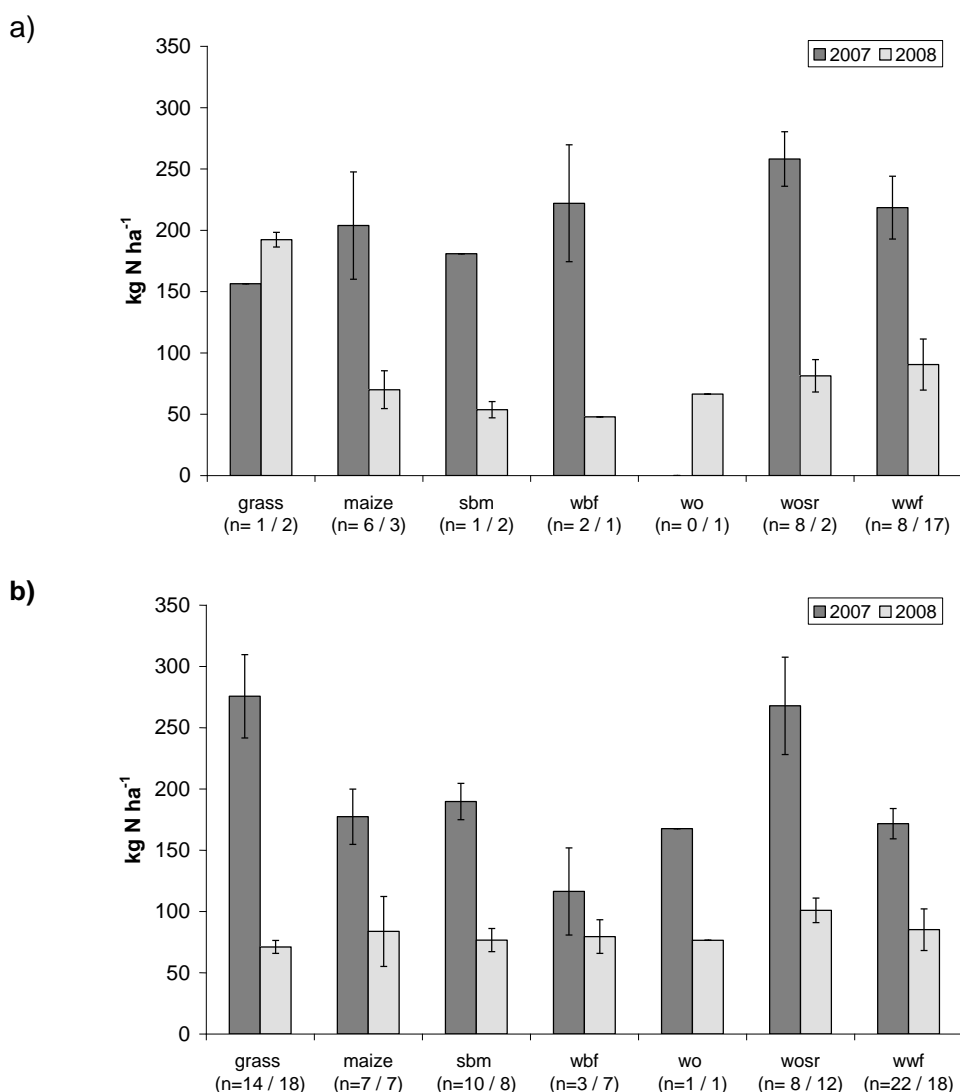 a)
350
300
250
200
150
100
50
0
kg N ha⁻¹
2007 2008
grass maize sbm wbf wo wosr wwf
(n= 1 / 2) (n= 6 / 3) (n= 1 / 2) (n= 2 / 1) (n= 0 / 1) (n= 8 / 2) (n= 8 / 17)
b)
350
300
250
200
150
100
50
0
kg N ha⁻¹
2007 2008
grass maize sbm wbf wo wosr wwf
(n=14 / 18) (n=7 / 7) (n=10 / 8) (n=3 / 7) (n=1 / 1) (n= 8 / 12) (n=22 / 18)